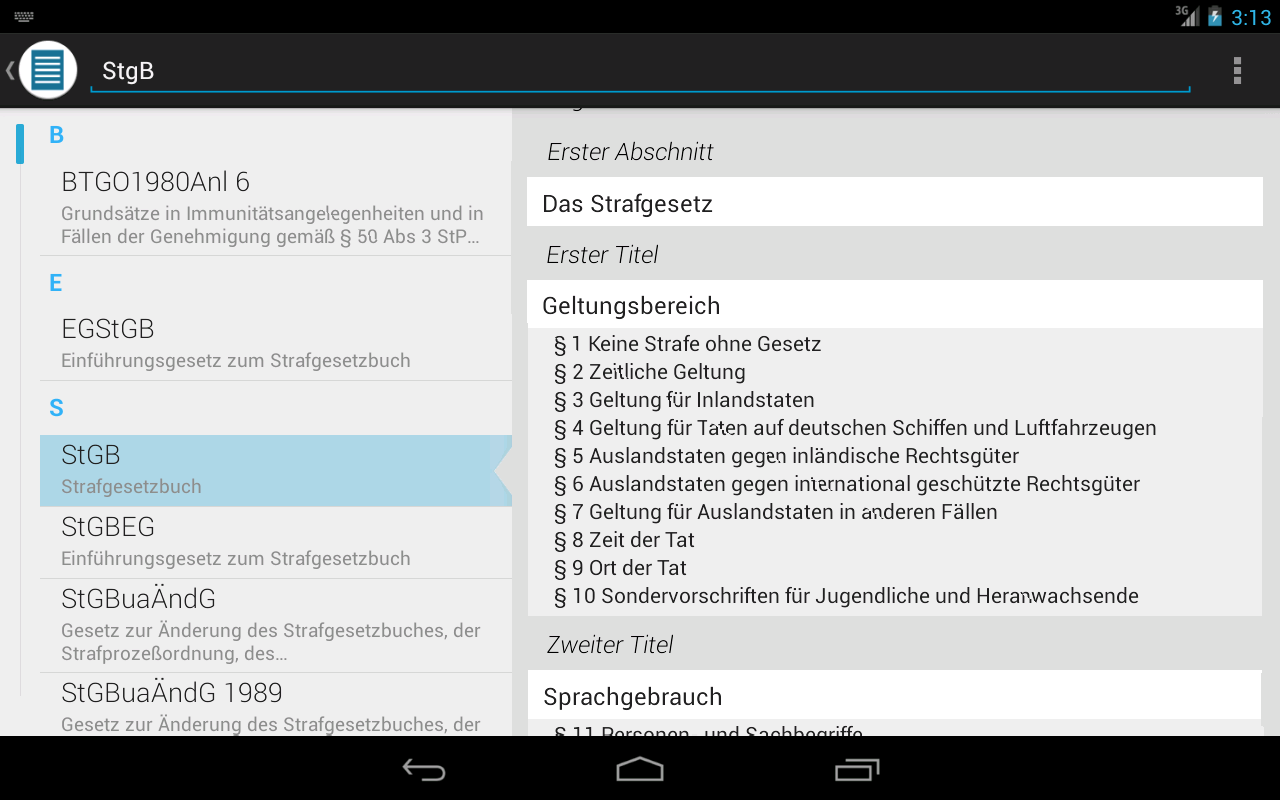 3G 3:13
StgB
B
BTGO1980Anl 6
Grundsätze in Immunitätsangelegenheiten und in
Fällen der Genehmigung gemäß § 50 Abs 3 StP…
E
EGStGB
Einführungsgesetz zum Strafgesetzbuch
S
StGB
Strafgesetzbuch
StGBEG
Einführungsgesetz zum Strafgesetzbuch
StGBuaÄndG
Gesetz zur Änderung des Strafgesetzbuches, der
Strafprozeßordnung, des…
StGBuaÄndG 1989
Gesetz zur Änderung des Strafgesetzbuches, der
Erster Abschnitt
Das Strafgesetz
Erster Titel
Geltungsbereich
§ 1 Keine Strafe ohne Gesetz
§ 2 Zeitliche Geltung
§ 3 Geltung für Inlandstaten
§ 4 Geltung für Taten auf deutschen Schiffen und Luftfahrzeugen
§ 5 Auslandstaten gegen inländische Rechtsgüter
§ 6 Auslandstaten gegen international geschützte Rechtsgüter
§ 7 Geltung für Auslandstaten in anderen Fällen
§ 8 Zeit der Tat
§ 9 Ort der Tat
§ 10 Sondervorschriften für Jugendliche und Heranwachsende
Zweiter Titel
Sprachgebrauch
§ 11 Personen- und Sachbegriffe